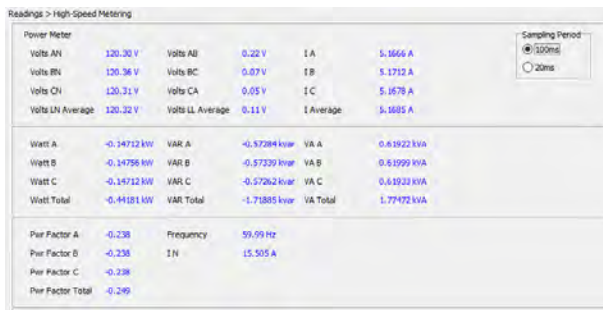 Readings > High-Speed Metering
Power Meter Sampling Period
Volts AN 120.30 V Volts AB 0.22 V I A 5.1666 A 100ms
Volts BN 120.36 V Volts BC 0.07 V I B 5.1712 A 20ms
Volts CN 120.31 V Volts CA 0.05 V I C 5.1678 A
Volts LN Average 120.32 V Volts LL Average 0.11 V I Average 5.1685 A
Watt A -0.14712 kW VAR A -0.57284 kvar VA A 0.61922 kVA
Watt B -0.14756 kW VAR B -0.57339 kvar VA B 0.61999 kVA
Watt C -0.14712 kW VAR C -0.57262 kvar VA C 0.61933 kVA
Watt Total -0.44181 kW VAR Total -1.71885 kvar VA Total 1.77472 kVA
Pwr Factor A -0.238 Frequency 59.99 Hz
Pwr Factor B -0.238 I N 15.505 A
Pwr Factor C -0.238
Pwr Factor Total -0.249